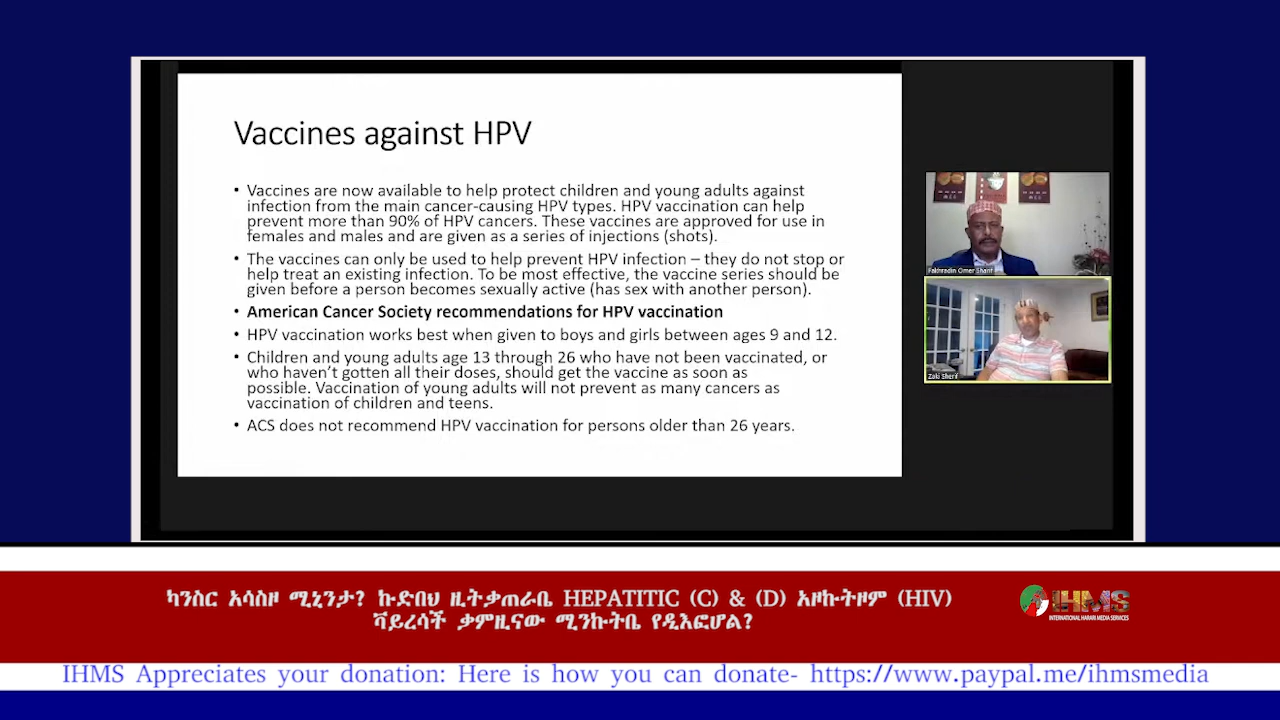 Vaccines against HPV
• Vaccines are now available to help protect children and young adults against
infection from the main cancer-causing HPV types. HPV vaccination can help
prevent more than 90% of HPV cancers. These vaccines are approved for use in
females and males and are given as a series of injections (shots).
• The vaccines can only be used to help prevent HPV infection – they do not stop or
help treat an existing infection. To be most effective, the vaccine series should be
given before a person becomes sexually active (has sex with another person).
• American Cancer Society recommendations for HPV vaccination
• HPV vaccination works best when given to boys and girls between ages 9 and 12.
• Children and young adults age 13 through 26 who have not been vaccinated, or
who haven’t gotten all their doses, should get the vaccine as soon as
possible. Vaccination of young adults will not prevent as many cancers as
vaccination of children and teens.
• ACS does not recommend HPV vaccination for persons older than 26 years.
Fakhradin Omer Sharif
Zaki Sherif
ካንስር አሳስዞ ሚኒንታ? ኩድበህ ዚትቃጠራቤ HEPATITIC (C) & (D) አዞኩትዞም (HIV)
ቫይረሳች ቃምዚናው ሚንኩትቤ የዲእፎሆል?
IHMS
INTERNATIONAL HARARI MEDIA SERVICES
IHMS Appreciates your donation: Here is how you can donate- https://www.paypal.me/ihmsmedia